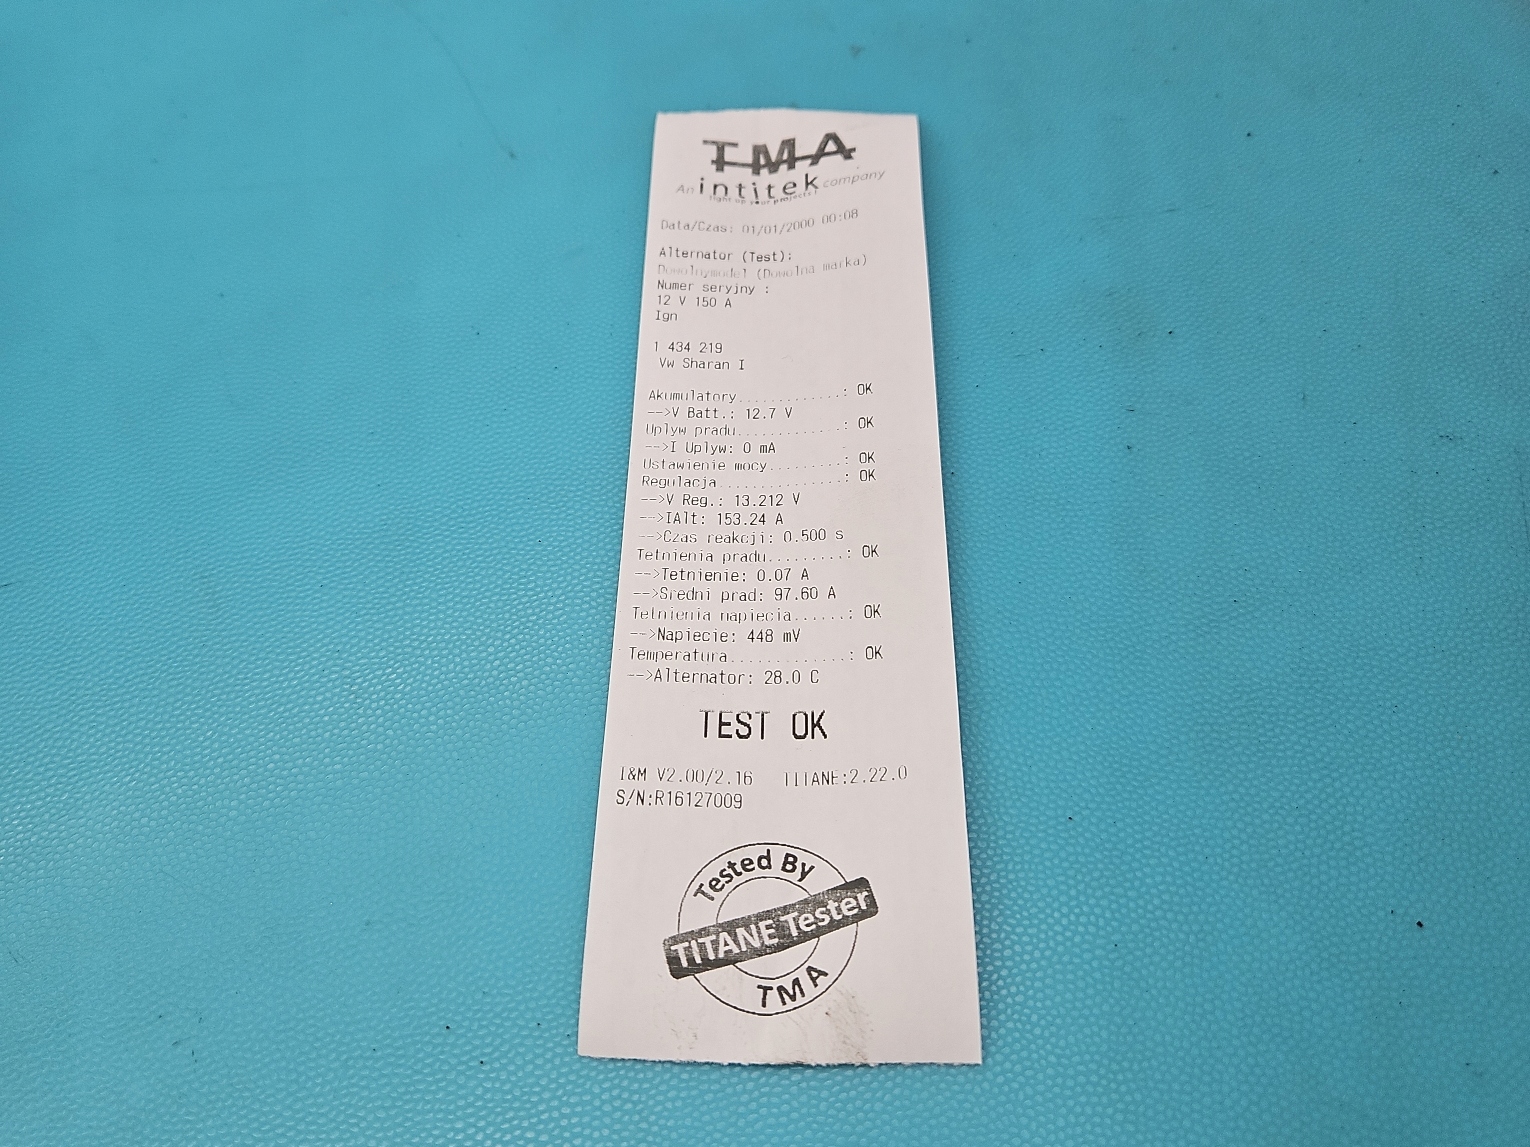 TMA
An intitek company
light up your projects!
Data/Czas: 01/01/2000 00:08
Alternator (Test):
Dowolnymodel (Dowolna marka)
Numer seryjny :
12 V 150 A
Ign
1 434 219
Vw Sharan I
Akumulatory.............: OK
-->V Batt.: 12.7 V
Uplyw pradu.............: OK
-->I Uplyw: 0 mA
Ustawienie mocy.........: OK
Regulacja...............: OK
-->V Reg.: 13.212 V
-->IAlt: 153.24 A
-->Czas reakcji: 0.500 s
Tetnienia pradu.........: OK
-->Tetnienie: 0.07 A
-->Sredni prad: 97.60 A
Tetnienia napiecia......: OK
-->Napiecie: 448 mV
Temperatura.............: OK
-->Alternator: 28.0 C
TEST OK
I&M V2.00/2.16 TITANE:2.22.0
S/N:R16127009
Tested By
TITANE Tester
TMA